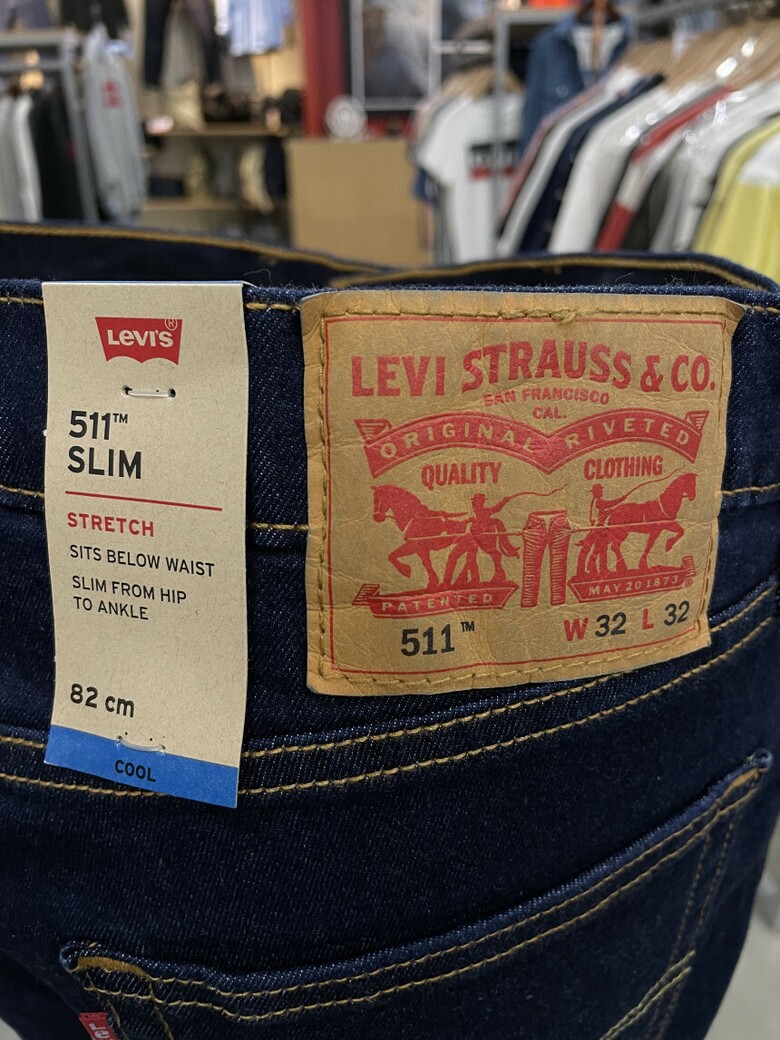 LEVI'S®
511™
SLIM
STRETCH
SITS BELOW WAIST
SLIM FROM HIP
TO ANKLE
82 cm
COOL
LEVI STRAUSS & CO.
SAN FRANCISCO
CAL.
ORIGINAL RIVETED
QUALITY CLOTHING
PATENTED MAY 20 1873
511™ W 32 L 32